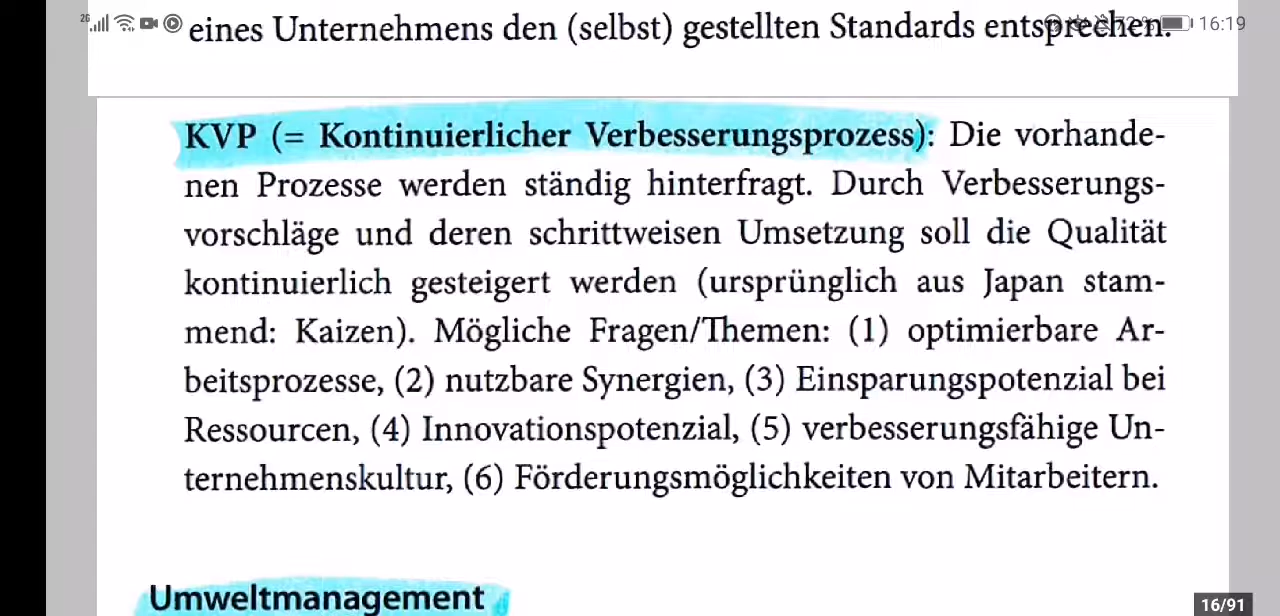 26
16:19
eines Unternehmens den (selbst) gestellten Standards entsprechen.
KVP (= Kontinuierlicher Verbesserungsprozess): Die vorhande-
nen Prozesse werden ständig hinterfragt. Durch Verbesserungs-
vorschläge und deren schrittweisen Umsetzung soll die Qualität
kontinuierlich gesteigert werden (ursprünglich aus Japan stam-
mend: Kaizen). Mögliche Fragen/Themen: (1) optimierbare Ar-
beitsprozesse, (2) nutzbare Synergien, (3) Einsparungspotenzial bei
Ressourcen, (4) Innovationspotenzial, (5) verbesserungsfähige Un-
ternehmenskultur, (6) Förderungsmöglichkeiten von Mitarbeitern.
Umweltmanagement
16/91